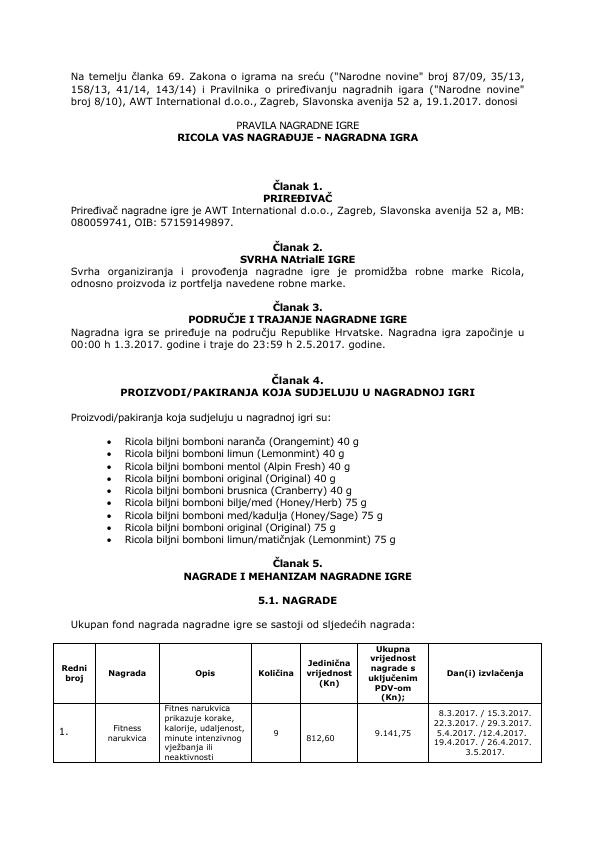 Na temelju članka 69. Zakona o igrama na sreću ("Narodne novine" broj 87/09, 35/13,
158/13, 41/14, 143/14) i Pravilnika o priređivanju nagradnih igara ("Narodne novine"
broj 8/10), AWT International d.o.o., Zagreb, Slavonska avenija 52 a, 19.1.2017. donosi
PRAVILA NAGRADNE IGRE
RICOLA VAS NAGRAĐUJE - NAGRADNA IGRA
Članak 1.
PRIREĐIVAČ
Priređivač nagradne igre je AWT International d.o.o., Zagreb, Slavonska avenija 52 a, MB:
080059741, OIB: 57159149897.
Članak 2.
SVRHA NAtrialE IGRE
Svrha organiziranja i provođenja nagradne igre je promidžba robne marke Ricola,
odnosno proizvoda iz portfelja navedene robne marke.
Članak 3.
PODRUČJE I TRAJANJE NAGRADNE IGRE
Nagradna igra se priređuje na području Republike Hrvatske. Nagradna igra započinje u
00:00 h 1.3.2017. godine i traje do 23:59 h 2.5.2017. godine.
Članak 4.
PROIZVODI/PAKIRANJA KOJA SUDJELUJU U NAGRADNOJ IGRI
Proizvodi/pakiranja koja sudjeluju u nagradnoj igri su:
• Ricola biljni bomboni naranča (Orangemint) 40 g
• Ricola biljni bomboni limun (Lemonmint) 40 g
• Ricola biljni bomboni mentol (Alpin Fresh) 40 g
• Ricola biljni bomboni original (Original) 40 g
• Ricola biljni bomboni brusnica (Cranberry) 40 g
• Ricola biljni bomboni bilje/med (Honey/Herb) 75 g
• Ricola biljni bomboni med/kadulja (Honey/Sage) 75 g
• Ricola biljni bomboni original (Original) 75 g
• Ricola biljni bomboni limun/matičnjak (Lemonmint) 75 g
Članak 5.
NAGRADE I MEHANIZAM NAGRADNE IGRE
5.1. NAGRADE
Ukupan fond nagrada nagradne igre se sastoji od sljedećih nagrada:
Redni
broj
Nagrada
Opis
Količina
Jedinična
vrijednost
(Kn)
Ukupna
vrijednost
nagrade s
uključenim
PDV-om
(Kn);
Dan(i) izvlačenja
1.
Fitness
narukvica
Fitnes narukvica
prikazuje korake,
kalorije, udaljenost,
minute intenzivnog
vježbanja ili
neaktivnosti
9
812,60
9.141,75
8.3.2017. / 15.3.2017.
22.3.2017. / 29.3.2017.
5.4.2017. /12.4.2017.
19.4.2017. / 26.4.2017.
3.5.2017.